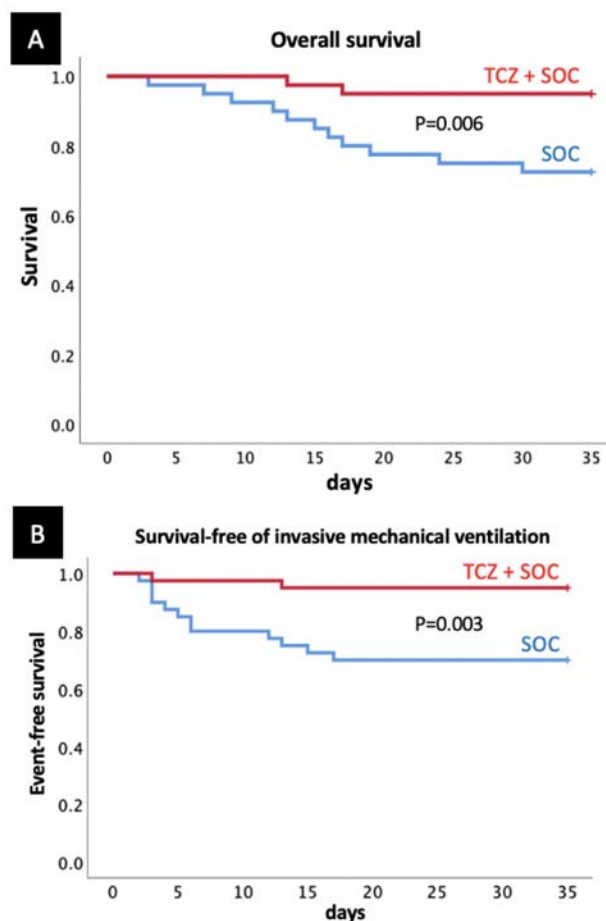 A
Overall survival
Survival
1.0
0.8
0.6
0.4
0.2
0.0
TCZ + SOC
P=0.006
SOC
0 5 10 15 20 25 30 35
days
B
Survival-free of invasive mechanical ventilation
Event-free survival
1.0
0.8
0.6
0.4
0.2
0.0
TCZ + SOC
P=0.003
SOC
0 5 10 15 20 25 30 35
days